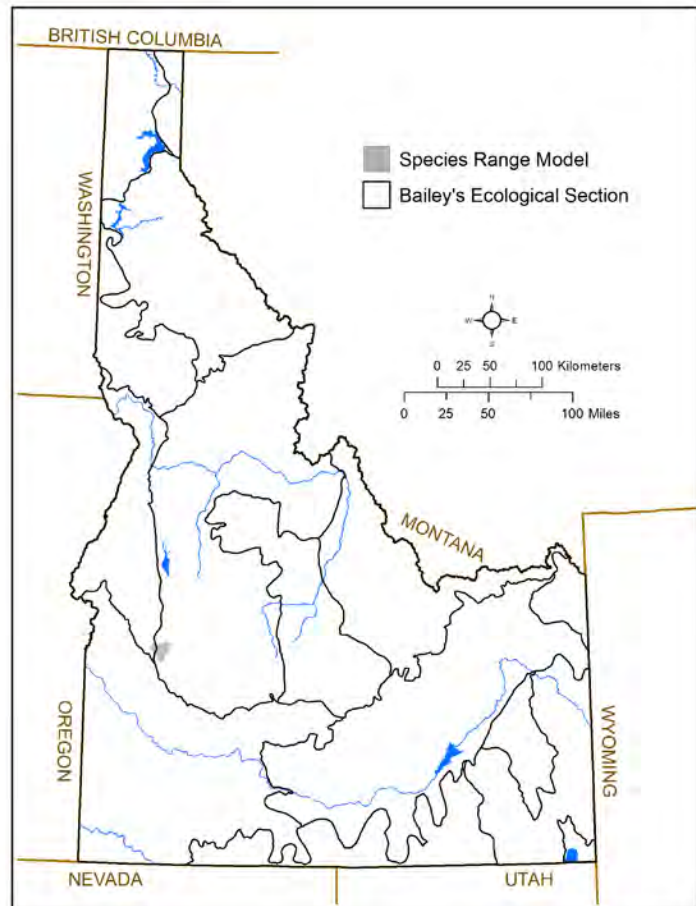 BRITISH COLUMBIA
WASHINGTON
Species Range Model
Bailey's Ecological Section
N
W E
S
0 25 50 100 Kilometers
0 25 50 100 Miles
MONTANA
OREGON
WYOMING
NEVADA UTAH